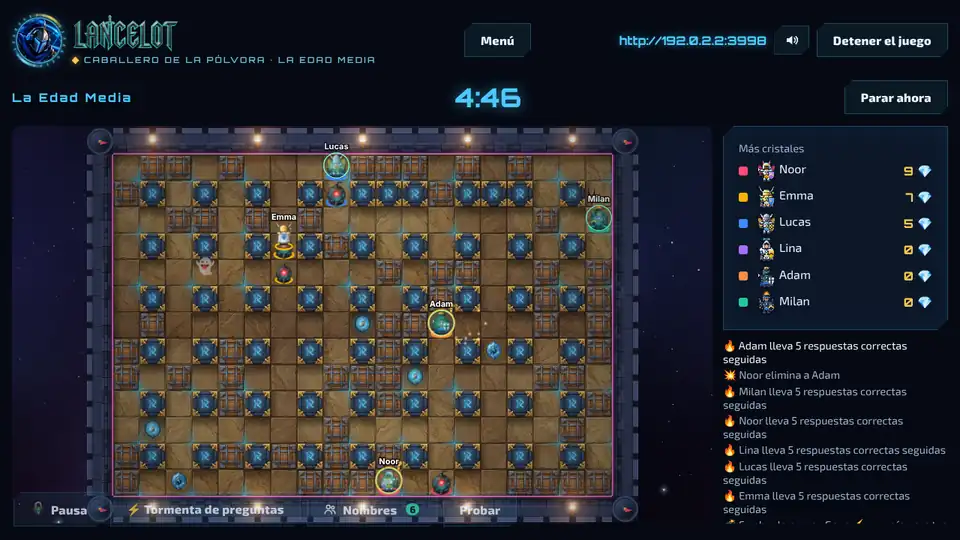 LANCELOT
CABALLERO DE LA PÓLVORA · LA EDAD MEDIA
Menú
http://192.0.2.2:3998
Detener el juego
La Edad Media
4:46
Parar ahora
Lucas
Milan
Emma
Adam
Noor
Más cristales
Noor 9
Emma 7
Lucas 5
Lina 0
Adam 0
Milan 0
Adam lleva 5 respuestas correctas
seguidas
Noor elimina a Adam
Milan lleva 5 respuestas correctas
seguidas
Noor lleva 5 respuestas correctas
seguidas
Lina lleva 5 respuestas correctas seguidas
Lucas lleva 5 respuestas correctas
seguidas
Emma lleva 5 respuestas correctas
seguidas
Pausa
Tormenta de preguntas
Nombres 6
Probar